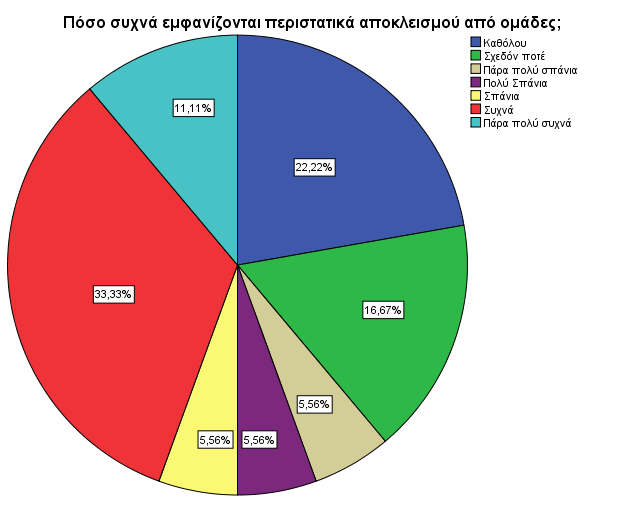 Πόσο συχνά εμφανίζονται περιστατικά αποκλεισμού από ομάδες;
Καθόλου
Σχεδόν ποτέ
Πάρα πολύ σπάνια
Πολύ Σπάνια
Σπάνια
Συχνά
Πάρα πολύ συχνά
11,11%
22,22%
33,33%
16,67%
5,56%
5,56%
5,56%